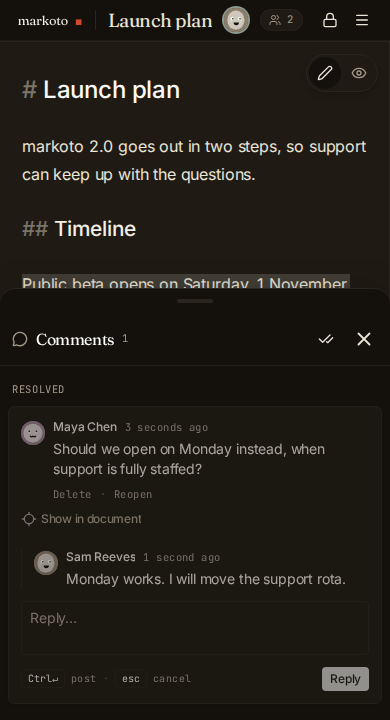 markoto
Launch plan
2
# Launch plan
markoto 2.0 goes out in two steps, so support
can keep up with the questions.
## Timeline
Public beta opens on Saturday, 1 November,
Comments 1
RESOLVED
Maya Chen 3 seconds ago
Should we open on Monday instead, when
support is fully staffed?
Delete · Reopen
Show in document
Sam Reeves 1 second ago
Monday works. I will move the support rota.
Reply...
Ctrl↵ post · esc cancel
Reply